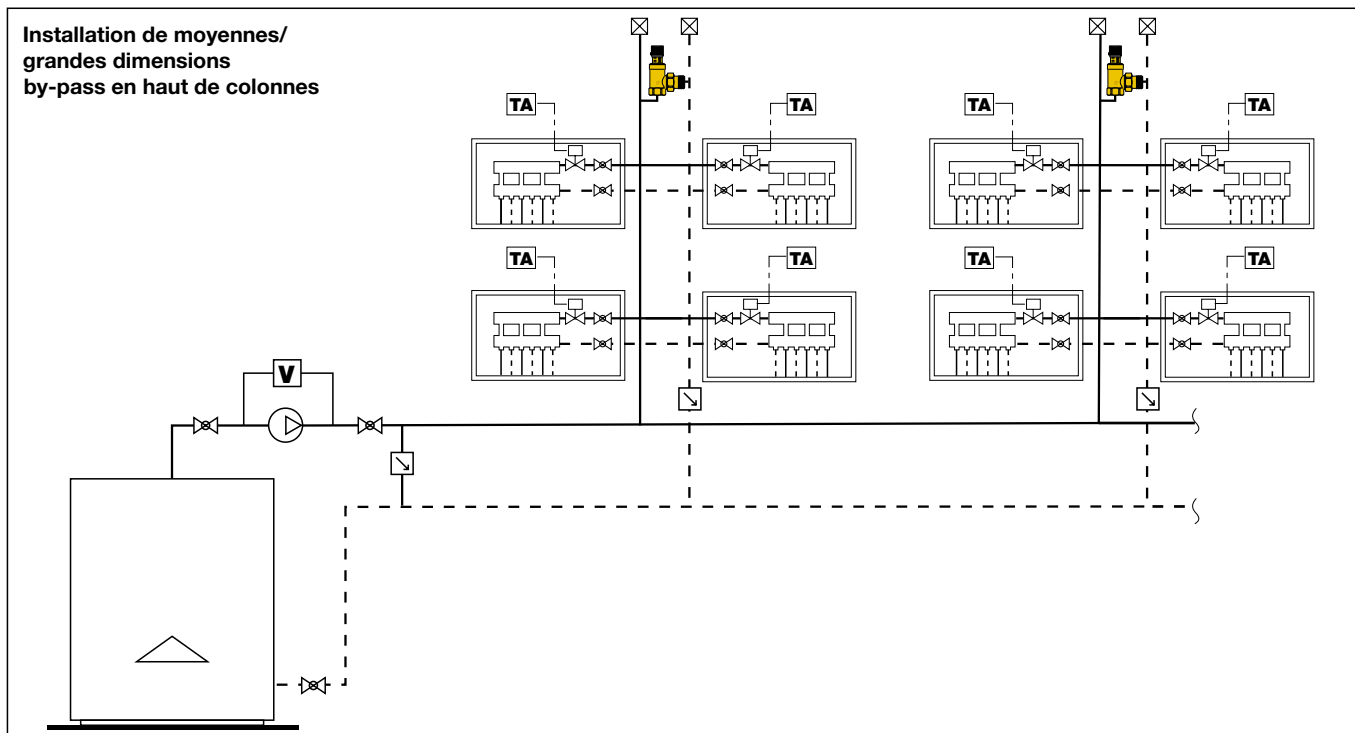 Installation de moyennes/
grandes dimensions
by-pass en haut de colonnes
TA
TA
TA
TA
TA
TA
TA
TA
V